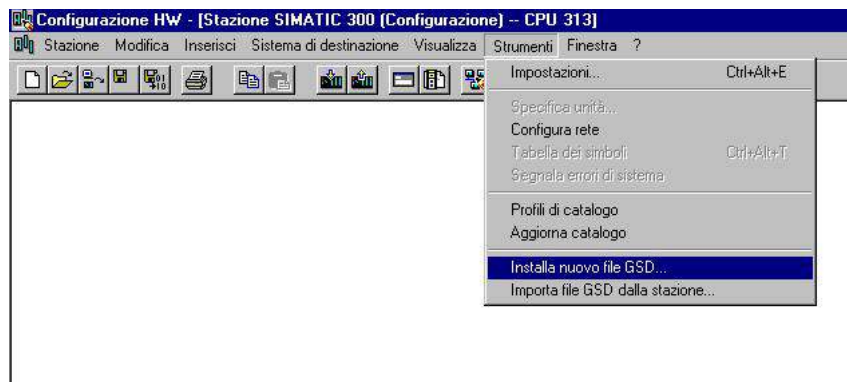 Configurazione HW - [Stazione SIMATIC 300 (Configurazione) -- CPU 313]
Stazione Modifica Inserisci Sistema di destinazione Visualizza Strumenti Finestra ?
Impostazioni... Ctrl+Alt+E
Specifica unità...
Configura rete
Tabella dei simboli Ctrl+Alt+T
Segnala errori di sistema
Profili di catalogo
Aggiorna catalogo
Installa nuovo file GSD...
Importa file GSD dalla stazione...